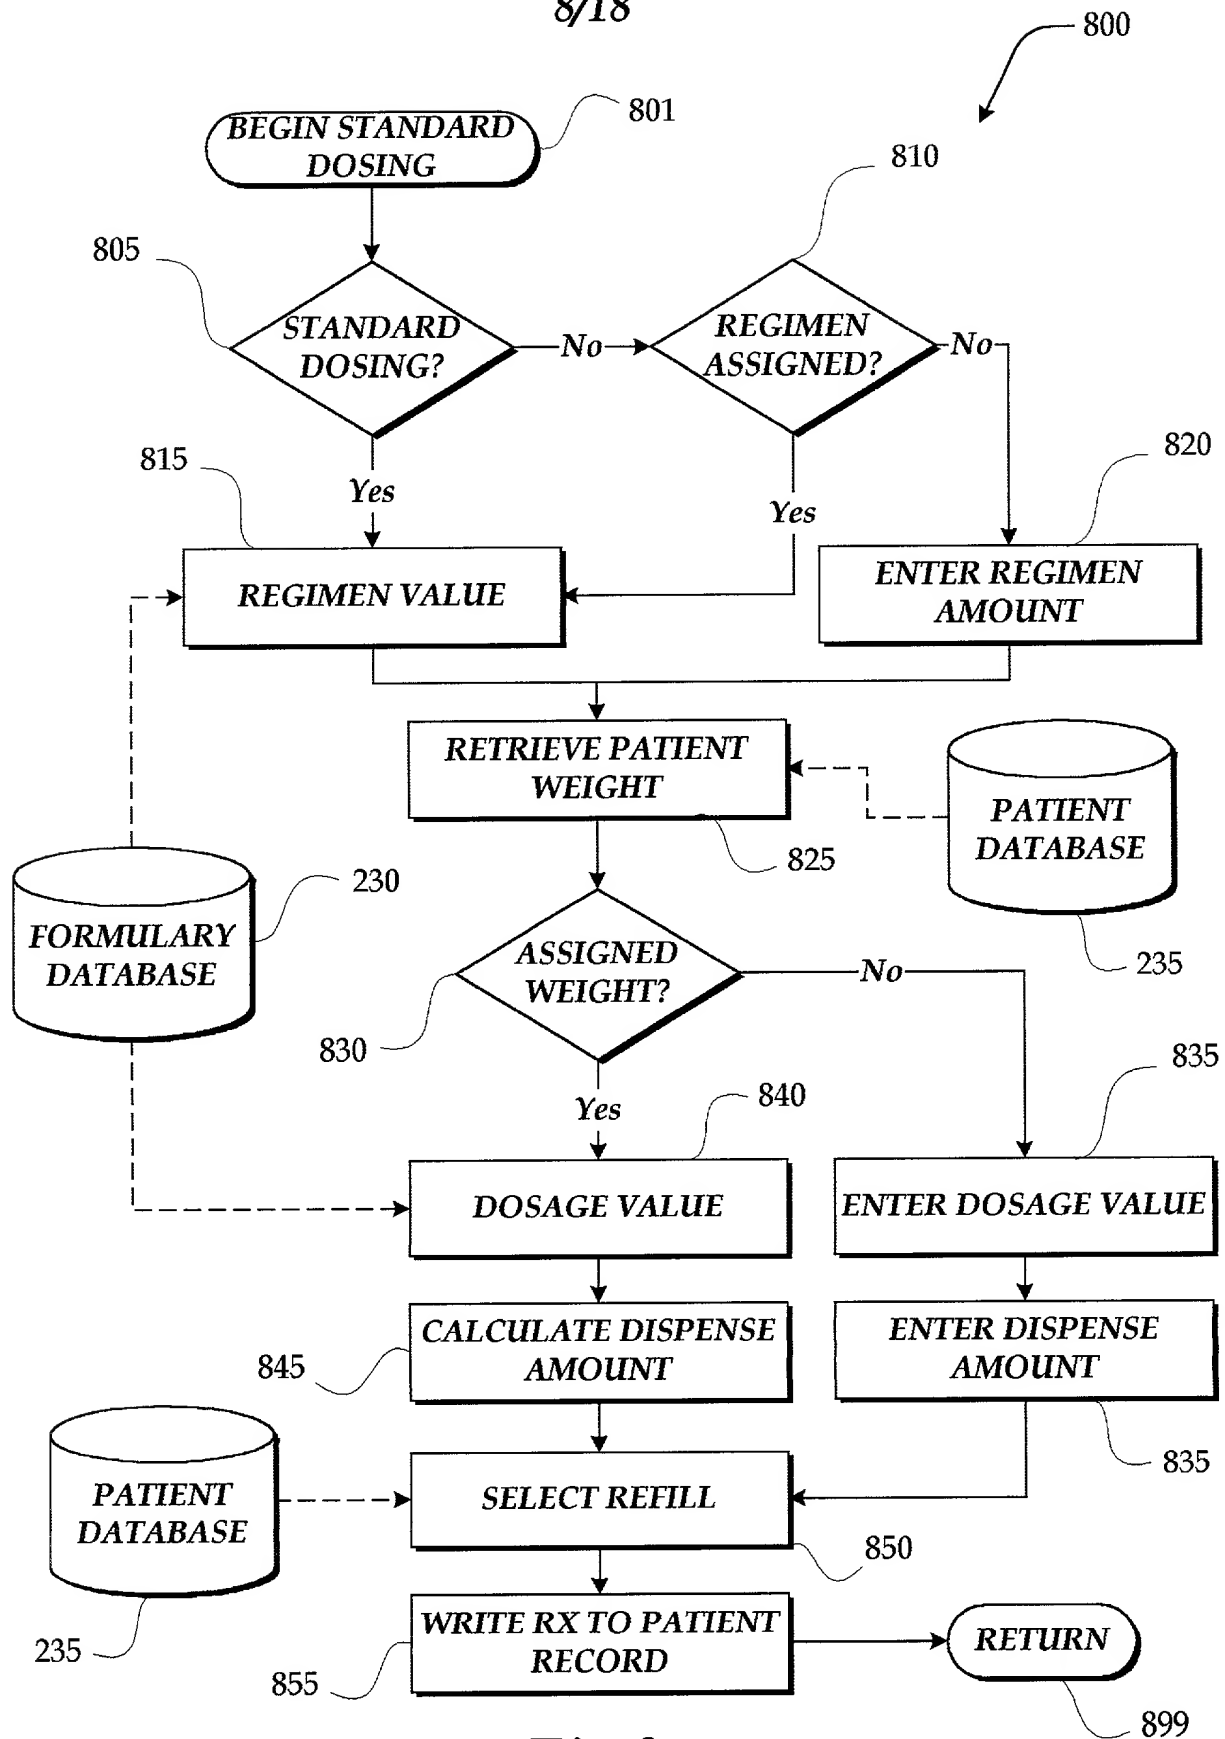 8/18
800
BEGIN STANDARD
DOSING
801
810
805
STANDARD
DOSING?
No
REGIMEN
ASSIGNED?
No
815
Yes
Yes
820
REGIMEN VALUE
ENTER REGIMEN
AMOUNT
RETRIEVE PATIENT
WEIGHT
825
PATIENT
DATABASE
235
230
FORMULARY
DATABASE
ASSIGNED
WEIGHT?
No
830
Yes
840
835
DOSAGE VALUE
ENTER DOSAGE VALUE
CALCULATE DISPENSE
AMOUNT
845
ENTER DISPENSE
AMOUNT
835
PATIENT
DATABASE
235
SELECT REFILL
850
WRITE RX TO PATIENT
RECORD
855
RETURN
899